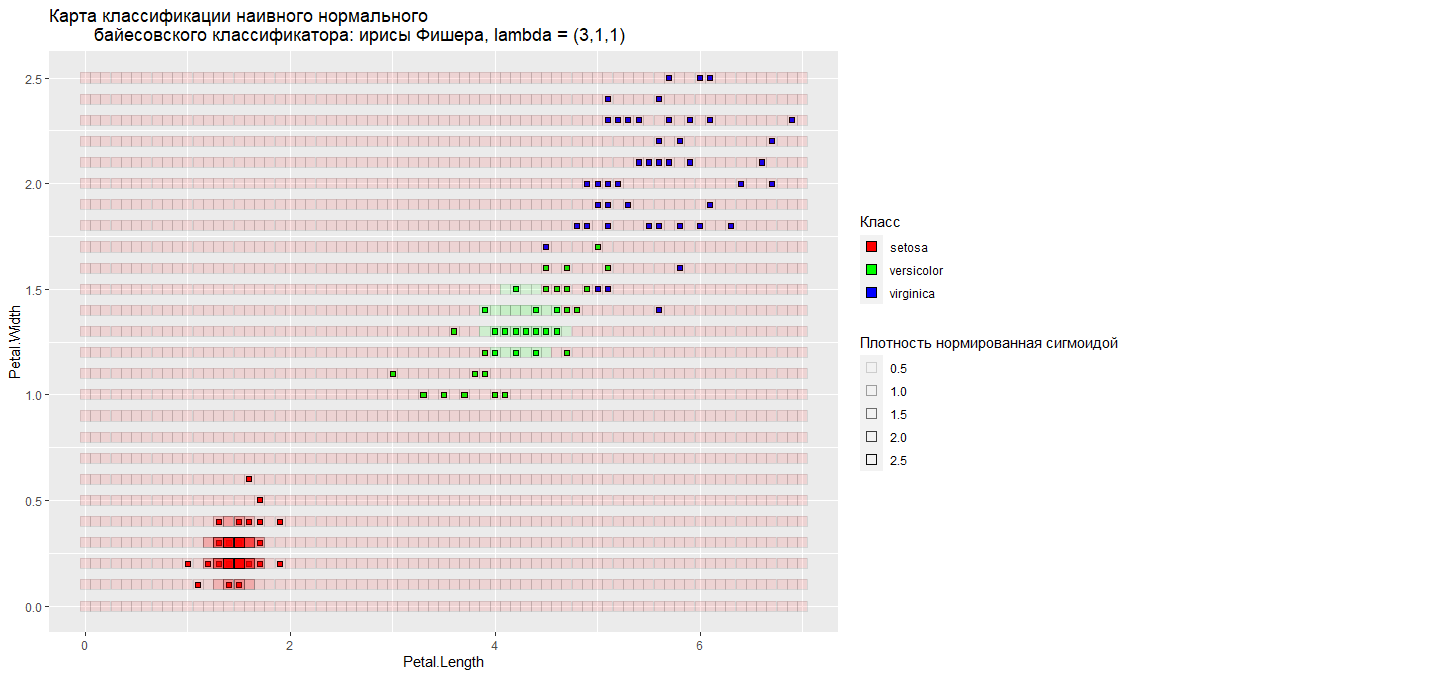 Карта классификации наивного нормального
байесовского классификатора: ирисы Фишера, lambda = (3,1,1)
2.5
2.0
1.5
1.0
0.5
0.0
Petal.Width
0
2
4
6
Petal.Length
Класс
setosa
versicolor
virginica
Плотность нормированная сигмоидой
0.5
1.0
1.5
2.0
2.5